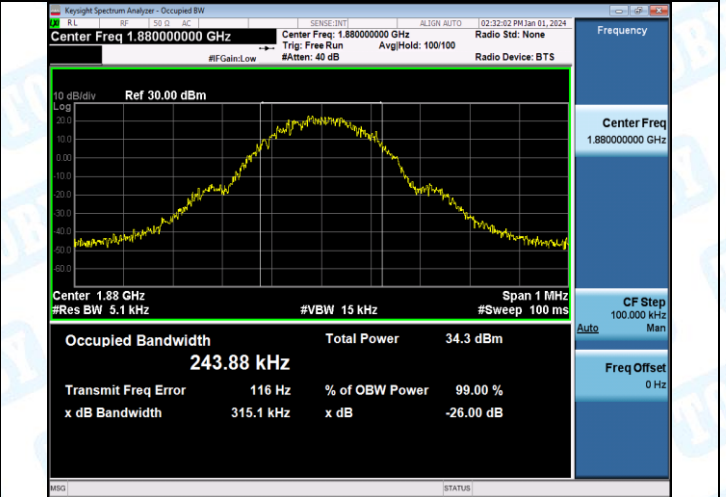 Keysight Spectrum Analyzer - Occupied BW
RL RF 50 Ω AC SENSE:INT ALIGN AUTO 02:32:02 PM Jan 01, 2024
Center Freq 1.880000000 GHz Center Freq: 1.880000000 GHz Radio Std: None
Trig: Free Run Avg|Hold: 100/100
#IFGain:Low #Atten: 40 dB Radio Device: BTS
Frequency
10 dB/div Ref 30.00 dBm
Log
20.0
10.0
0.00
-10.0
-20.0
-30.0
-40.0
-50.0
-60.0
Center 1.88 GHz Span 1 MHz
#Res BW 5.1 kHz #VBW 15 kHz #Sweep 100 ms
Center Freq
1.880000000 GHz
CF Step
100.000 kHz
Auto Man
Freq Offset
0 Hz
Occupied Bandwidth Total Power 34.3 dBm
243.88 kHz
Transmit Freq Error 116 Hz % of OBW Power 99.00 %
x dB Bandwidth 315.1 kHz x dB -26.00 dB
MSG STATUS